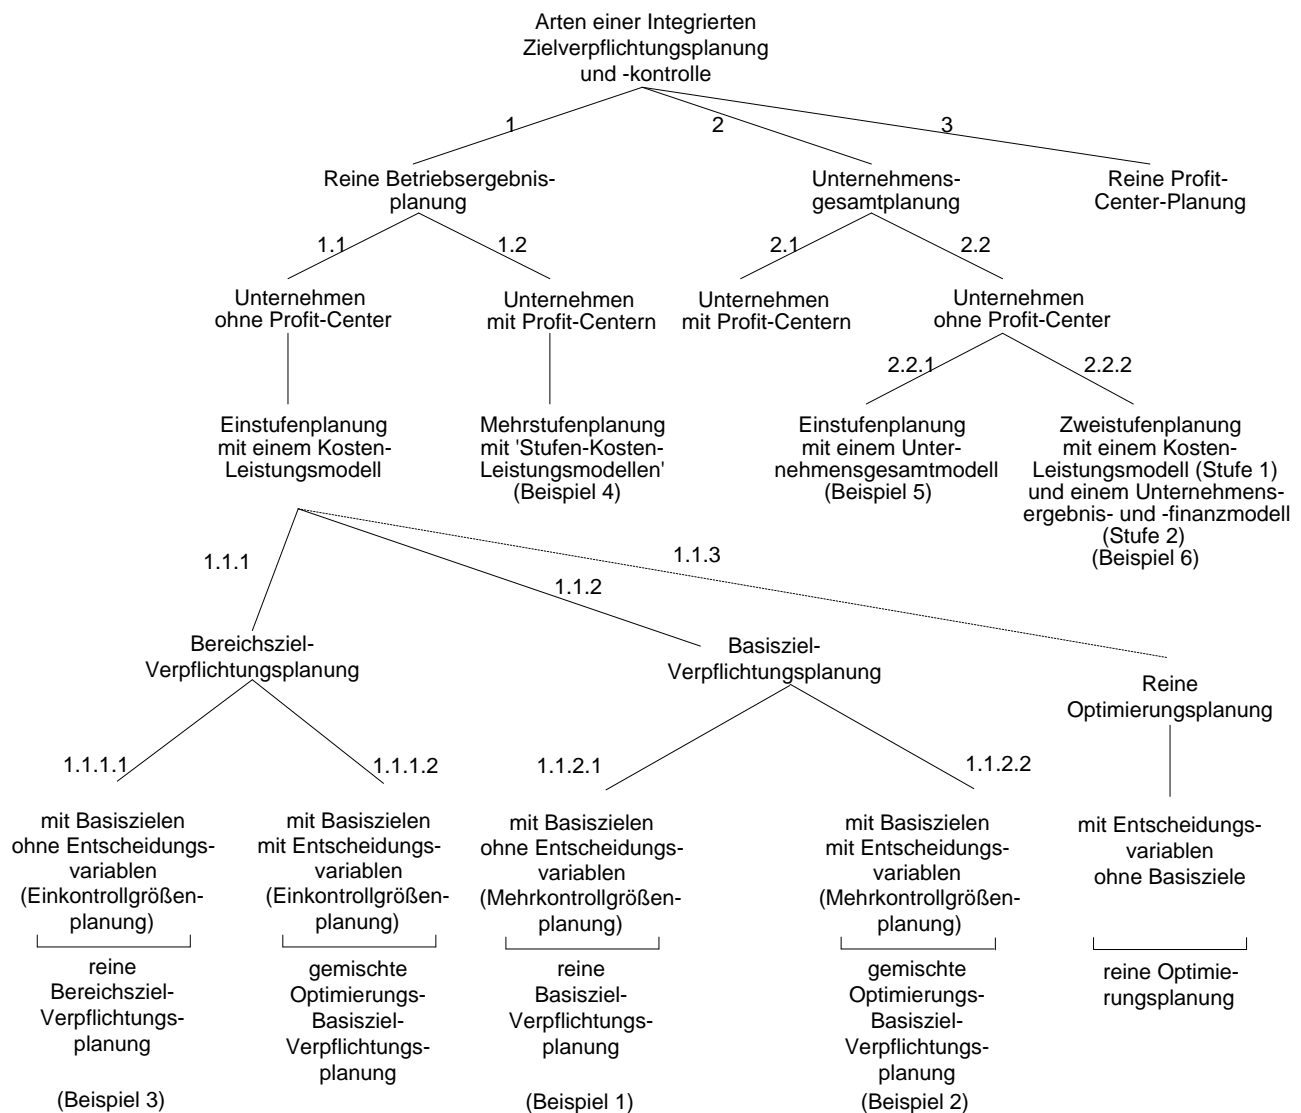 Arten einer Integrierten
Zielverpflichtungsplanung
und -kontrolle
1
2
3
Reine Betriebsergebnis-
planung
Unternehmens-
gesamtplanung
Reine Profit-
Center-Planung
1.1
1.2
2.1
2.2
Unternehmen
ohne Profit-Center
Unternehmen
mit Profit-Centern
Unternehmen
mit Profit-Centern
Unternehmen
ohne Profit-Center
2.2.1
2.2.2
Einstufenplanung
mit einem Kosten-
Leistungsmodell
Mehrstufenplanung
mit 'Stufen-Kosten-
Leistungsmodellen'
(Beispiel 4)
Einstufenplanung
mit einem Unter-
nehmensgesamtmodell
(Beispiel 5)
Zweistufenplanung
mit einem Kosten-
Leistungsmodell (Stufe 1)
und einem Unternehmens-
ergebnis- und -finanzmodell
(Stufe 2)
(Beispiel 6)
1.1.1
1.1.2
1.1.3
Bereichsziel-
Verpflichtungsplanung
Basisziel-
Verpflichtungsplanung
Reine
Optimierungsplanung
1.1.1.1
1.1.1.2
1.1.2.1
1.1.2.2
mit Basiszielen
ohne Entscheidungs-
variablen
(Einkontrollgrößen-
planung)
mit Basiszielen
mit Entscheidungs-
variablen
(Einkontrollgrößen-
planung)
mit Basiszielen
ohne Entscheidungs-
variablen
(Mehrkontrollgrößen-
planung)
mit Basiszielen
mit Entscheidungs-
variablen
(Mehrkontrollgrößen-
planung)
mit Entscheidungs-
variablen
ohne Basisziele
reine
Bereichsziel-
Verpflichtungs-
planung
(Beispiel 3)
gemischte
Optimierungs-
Basisziel-
Verpflichtungs-
planung
reine
Basisziel-
Verpflichtungs-
planung
(Beispiel 1)
gemischte
Optimierungs-
Basisziel-
Verpflichtungs-
planung
(Beispiel 2)
reine Optimie-
rungsplanung